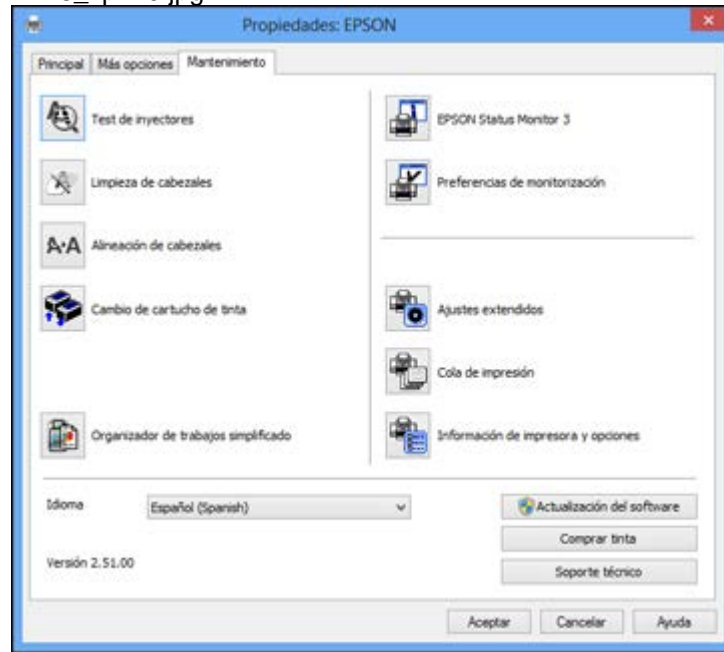 Propiedades: EPSON
Principal
Más opciones
Mantenimiento
Test de inyectores
Limpieza de cabezales
A·A
Alineación de cabezales
Cambio de cartucho de tinta
Organizador de trabajos simplificado
EPSON Status Monitor 3
Preferencias de monitorización
Ajustes extendidos
Cola de impresión
Información de impresora y opciones
Idioma
Español (Spanish)
Actualización del software
Comprar tinta
Versión 2.51.00
Soporte técnico
Aceptar
Cancelar
Ayuda